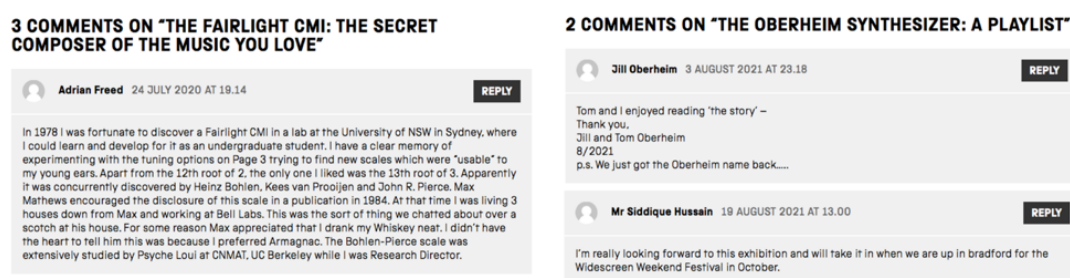 3 COMMENTS ON “THE FAIRLIGHT CMI: THE SECRET
COMPOSER OF THE MUSIC YOU LOVE”
Adrian Freed 24 JULY 2020 AT 19.14
REPLY
In 1978 I was fortunate to discover a Fairlight CMI in a lab at the University of NSW in Sydney, where
I could learn and develop for it as an undergraduate student. I have a clear memory of
experimenting with the tuning options on Page 3 trying to find new scales which were “usable” to
my young ears. Apart from the 12th root of 2, the only one I liked was the 13th root of 3. Apparently
it was concurrently discovered by Heinz Bohlen, Kees van Prooijen and John R. Pierce. Max
Mathews encouraged the disclosure of this scale in a publication in 1984. At that time I was living 3
houses down from Max and working at Bell Labs. This was the sort of thing we chatted about over a
scotch at his house. For some reason Max appreciated that I drank my Whiskey neat. I didn’t have
the heart to tell him this was because I preferred Armagnac. The Bohlen-Pierce scale was
extensively studied by Psyche Loui at CNMAT, UC Berkeley while I was Research Director.
2 COMMENTS ON “THE OBERHEIM SYNTHESIZER: A PLAYLIST”
Jill Oberheim 3 AUGUST 2021 AT 23.18
REPLY
Tom and I enjoyed reading ‘the story’ –
Thank you,
Jill and Tom Oberheim
8/2021
p.s. We just got the Oberheim name back…..
Mr Siddique Hussain 19 AUGUST 2021 AT 13.00
REPLY
I’m really looking forward to this exhibition and will take it in when we are up in bradford for the
Widescreen Weekend Festival in October.